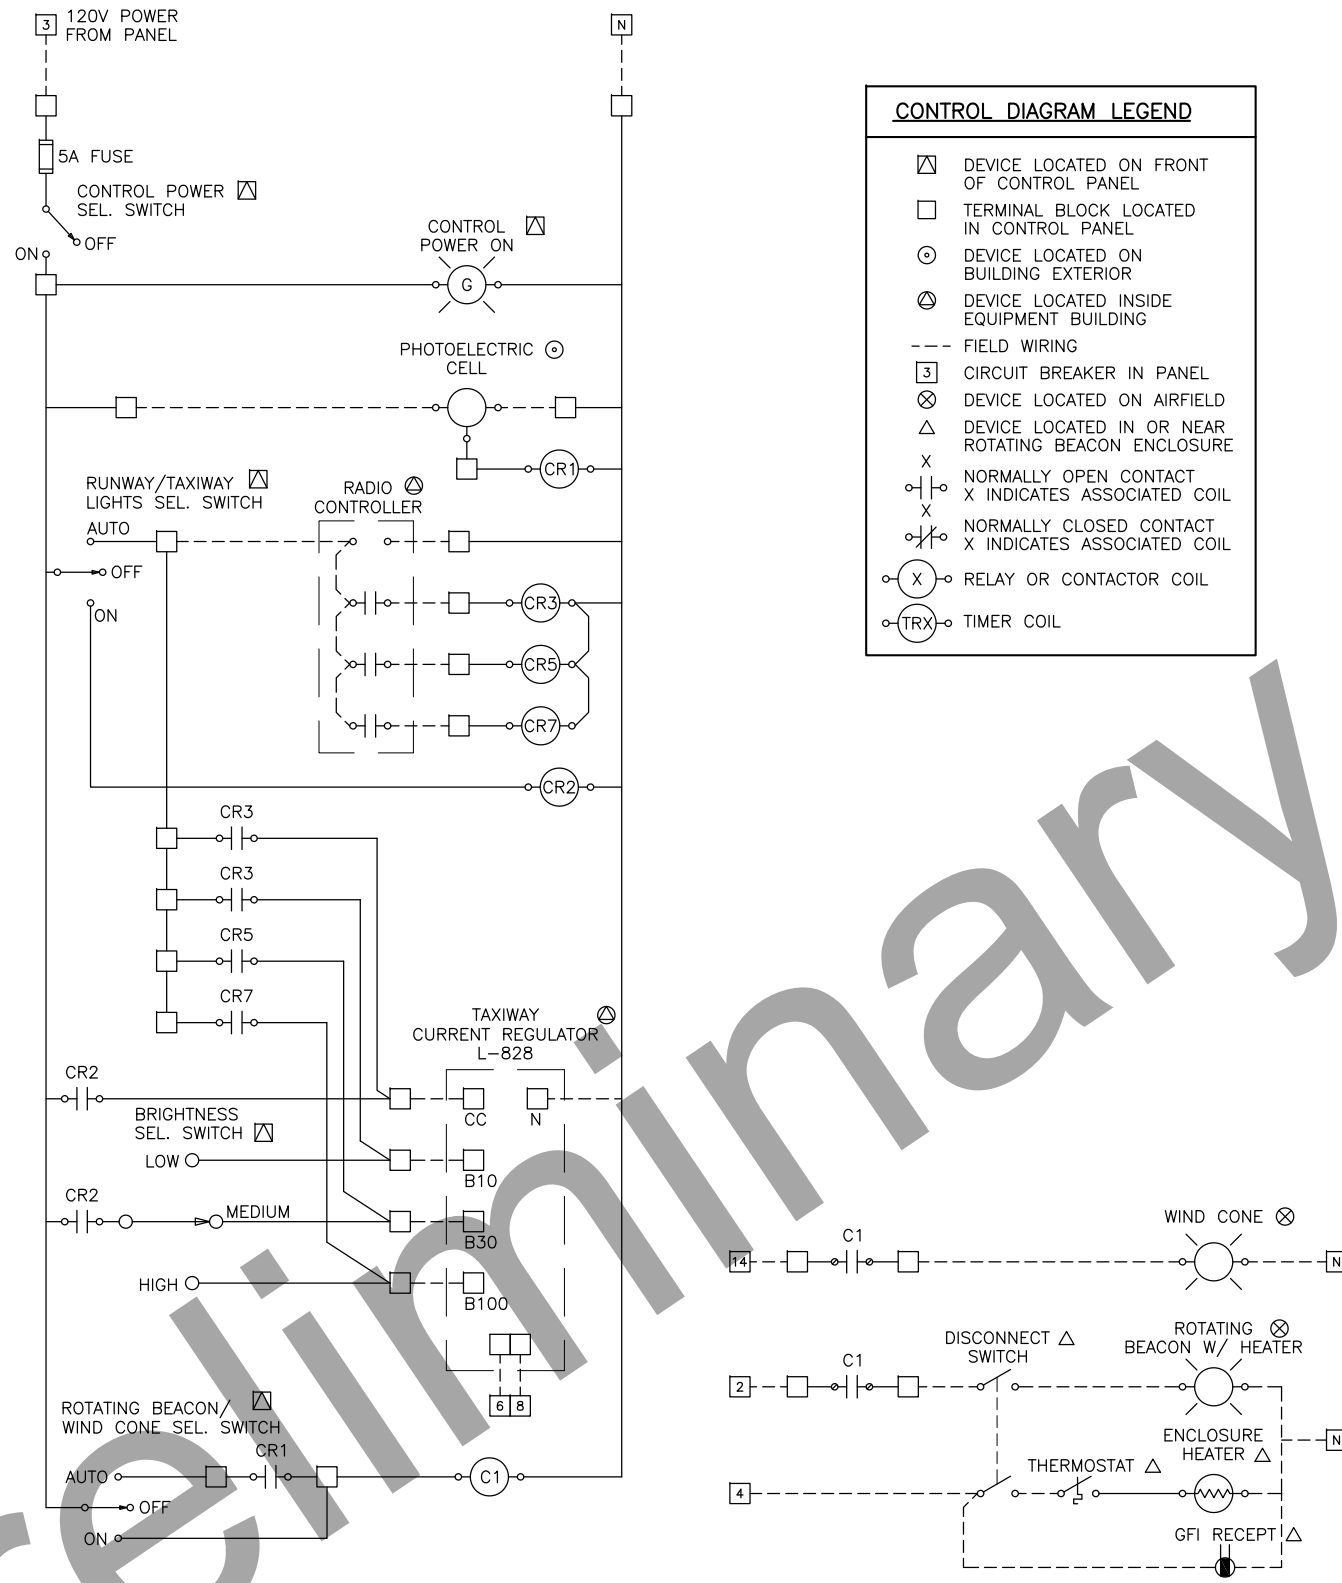 3
120V POWER
FROM PANEL
N
5A FUSE
CONTROL POWER
SEL. SWITCH
OFF
ON
CONTROL
POWER ON
G
PHOTOELECTRIC
CELL
CR1
RUNWAY/TAXIWAY
LIGHTS SEL. SWITCH
AUTO
OFF
ON
RADIO
CONTROLLER
CR3
CR5
CR7
CR2
CR3
CR3
CR5
CR7
TAXIWAY
CURRENT REGULATOR
L-828
CR2
CC
N
BRIGHTNESS
SEL. SWITCH
LOW
B10
CR2
MEDIUM
B30
HIGH
B100
6 8
ROTATING BEACON/
WIND CONE SEL. SWITCH
CR1
AUTO
C1
OFF
ON
CONTROL DIAGRAM LEGEND
DEVICE LOCATED ON FRONT
OF CONTROL PANEL
TERMINAL BLOCK LOCATED
IN CONTROL PANEL
DEVICE LOCATED ON
BUILDING EXTERIOR
DEVICE LOCATED INSIDE
EQUIPMENT BUILDING
FIELD WIRING
3 CIRCUIT BREAKER IN PANEL
DEVICE LOCATED ON AIRFIELD
DEVICE LOCATED IN OR NEAR
ROTATING BEACON ENCLOSURE
X
NORMALLY OPEN CONTACT
X INDICATES ASSOCIATED COIL
X
NORMALLY CLOSED CONTACT
X INDICATES ASSOCIATED COIL
X RELAY OR CONTACTOR COIL
TRX TIMER COIL
WIND CONE
C1
14
N
ROTATING
BEACON W/ HEATER
DISCONNECT
SWITCH
C1
2
N
ENCLOSURE
HEATER
THERMOSTAT
4
GFI RECEPT
reliminary